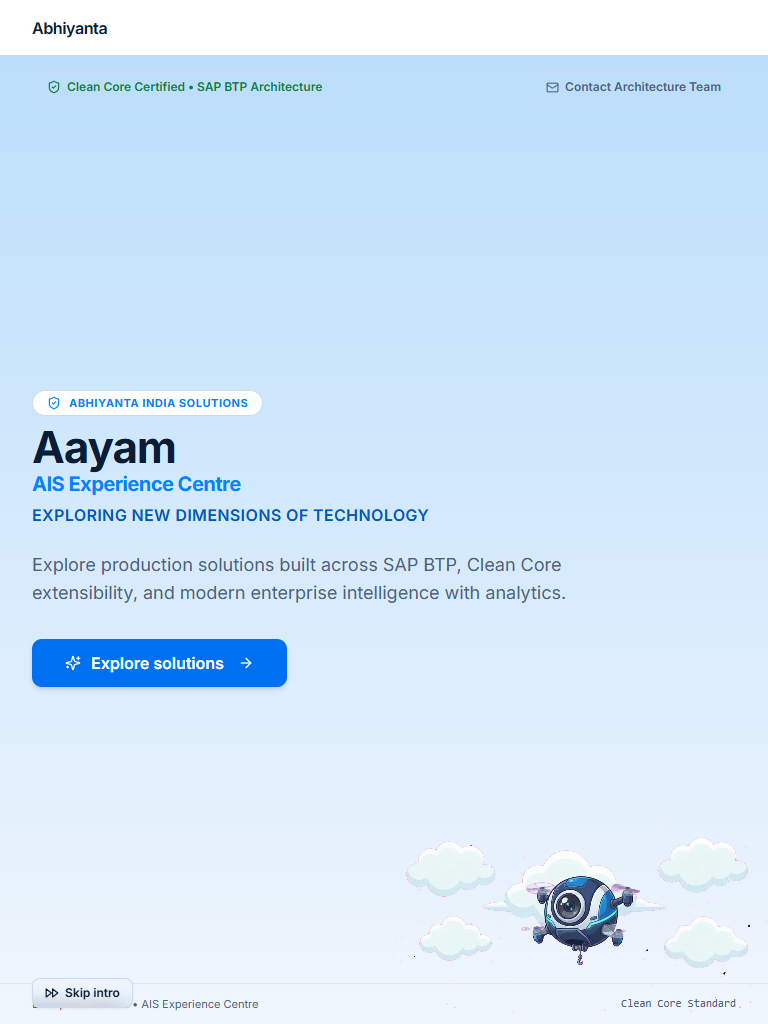 Abhiyanta
Clean Core Certified • SAP BTP Architecture
Contact Architecture Team
ABHIYANTA INDIA SOLUTIONS
Aayam
AIS Experience Centre
EXPLORING NEW DIMENSIONS OF TECHNOLOGY
Explore production solutions built across SAP BTP, Clean Core
extensibility, and modern enterprise intelligence with analytics.
Explore solutions
Skip intro
• AIS Experience Centre
Clean Core Standard